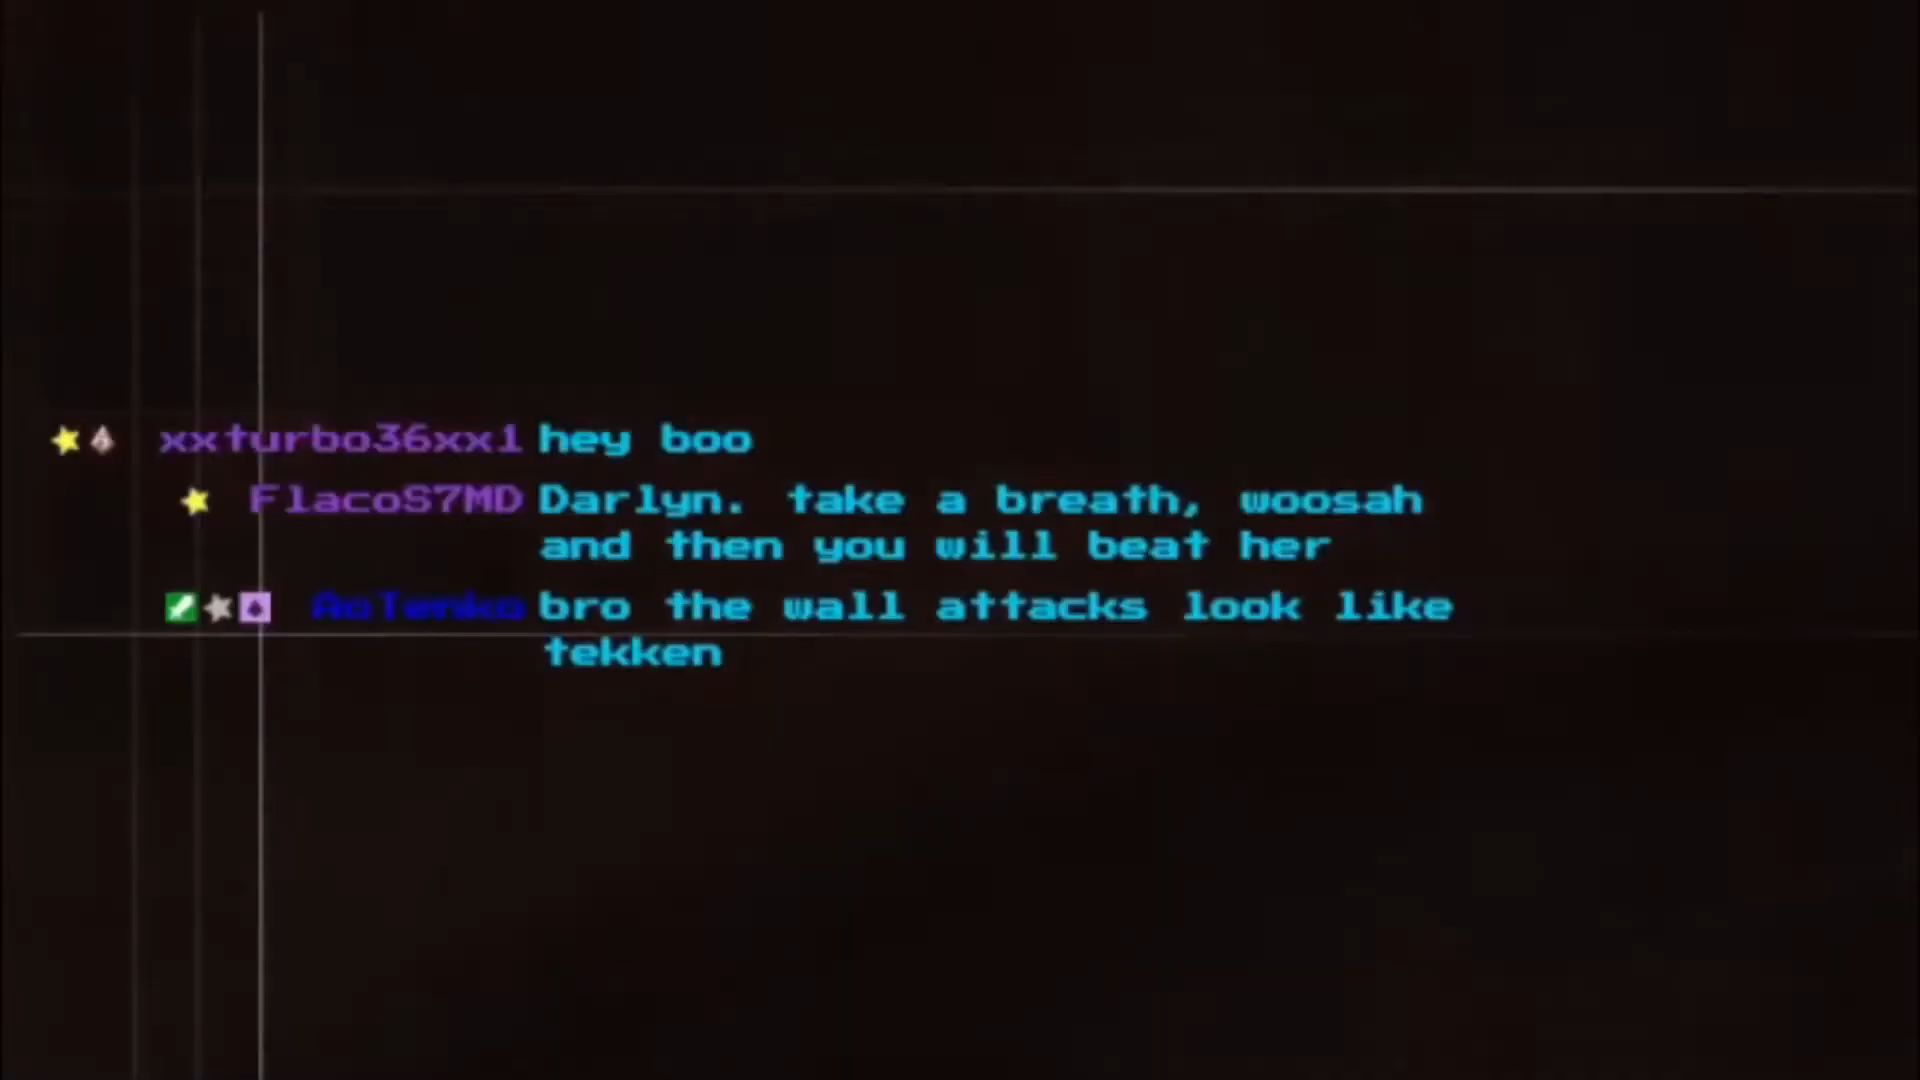 xxturbo36xx1 hey boo
FlacoS7MD Darlyn. take a breath, woosah
and then you will beat her
AoTenko bro the wall attacks look like
tekken